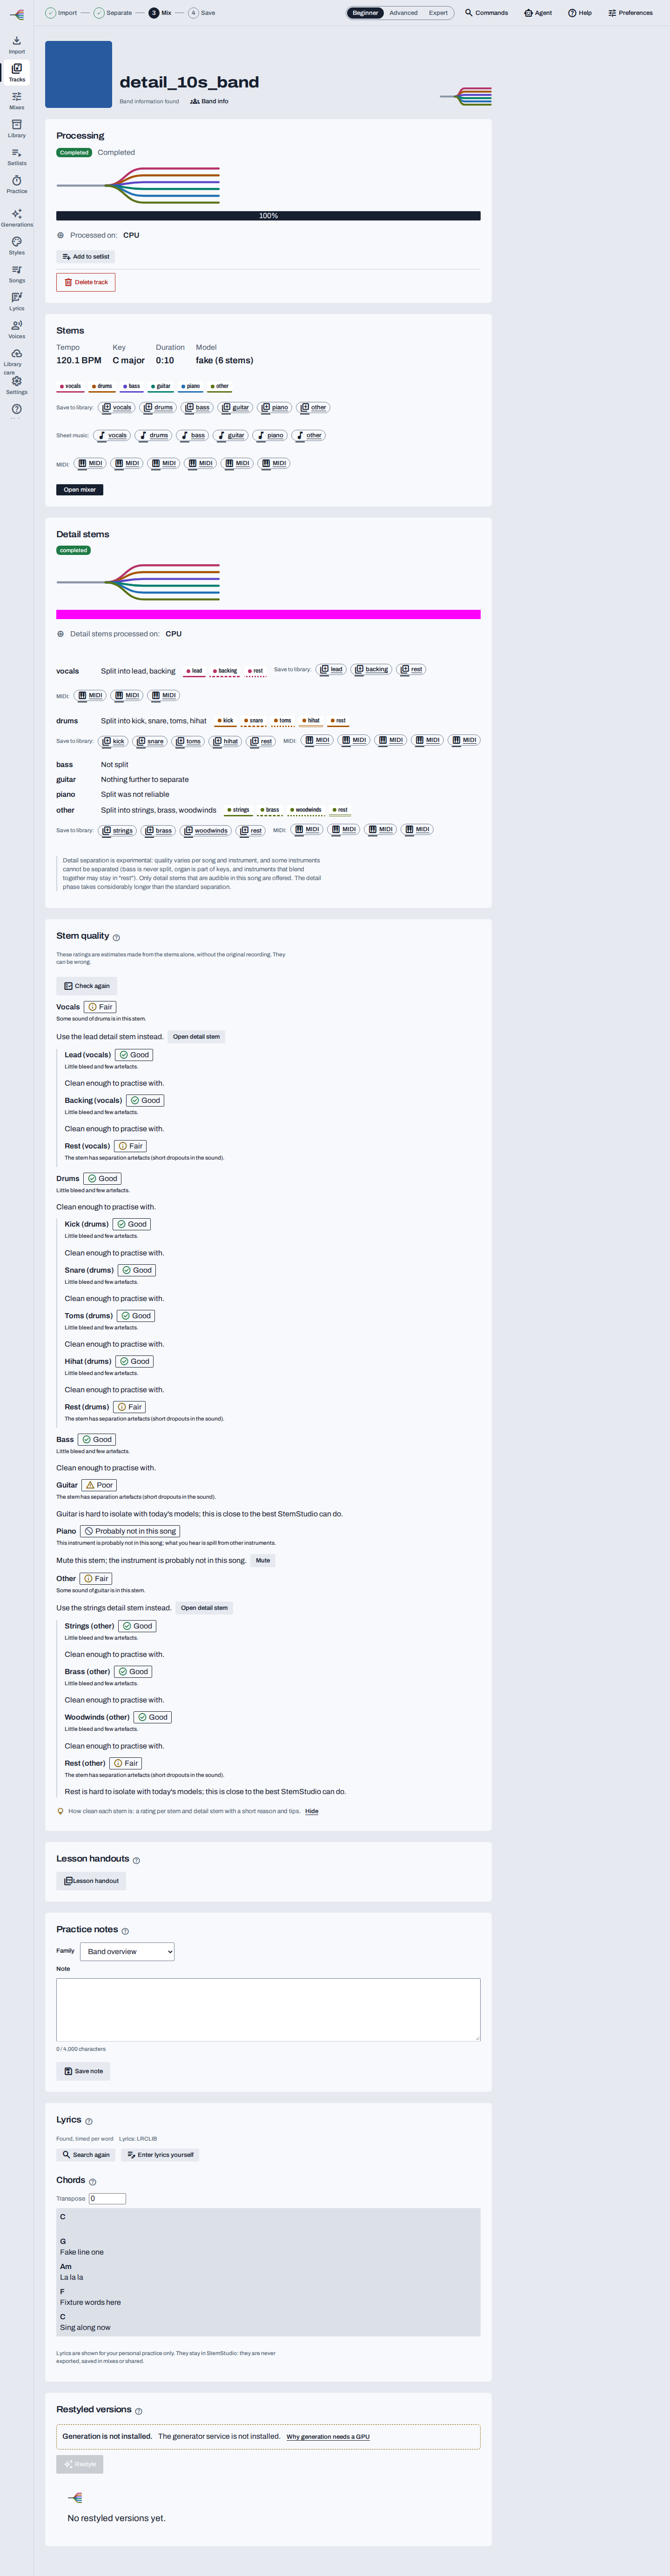 Import
Separate
3 Mix
4 Save
Beginner
Advanced
Expert
Commands
Agent
Help
Preferences
Import
Tracks
Mixes
Library
Setlists
Practice
Generations
Styles
Songs
Lyrics
Voices
Library care
Settings
detail_10s_band
Band information found
Band info
Processing
Completed Completed
100%
Processed on: CPU
Add to setlist
Delete track
Stems
Tempo Key Duration Model
120.1 BPM C major 0:10 fake (6 stems)
vocals drums bass guitar piano other
Save to library: vocals drums bass guitar piano other
Sheet music: vocals drums bass guitar piano other
MIDI: MIDI MIDI MIDI MIDI MIDI MIDI
Open mixer
Detail stems
completed
Detail stems processed on: CPU
vocals Split into lead, backing lead backing rest Save to library: lead backing rest
MIDI: MIDI MIDI MIDI
drums Split into kick, snare, toms, hihat kick snare toms hihat rest
Save to library: kick snare toms hihat rest MIDI: MIDI MIDI MIDI MIDI MIDI
bass Not split
guitar Nothing further to separate
piano Split was not reliable
other Split into strings, brass, woodwinds strings brass woodwinds rest
Save to library: strings brass woodwinds rest MIDI: MIDI MIDI MIDI MIDI
Detail separation is experimental: quality varies per song and instrument, and some instruments
cannot be separated (bass is never split, organ is part of keys, and instruments that blend
together may stay in "rest"). Only detail stems that are audible in this song are offered. The detail
phase takes considerably longer than the standard separation.
Stem quality
These ratings are estimates made from the stems alone, without the original recording. They
can be wrong.
Check again
Vocals Fair
Some sound of drums is in this stem.
Use the lead detail stem instead. Open detail stem
Lead (vocals) Good
Little bleed and few artefacts.
Clean enough to practise with.
Backing (vocals) Good
Little bleed and few artefacts.
Clean enough to practise with.
Rest (vocals) Fair
The stem has separation artefacts (short dropouts in the sound).
Drums Good
Little bleed and few artefacts.
Clean enough to practise with.
Kick (drums) Good
Little bleed and few artefacts.
Clean enough to practise with.
Snare (drums) Good
Little bleed and few artefacts.
Clean enough to practise with.
Toms (drums) Good
Little bleed and few artefacts.
Clean enough to practise with.
Hihat (drums) Good
Little bleed and few artefacts.
Clean enough to practise with.
Rest (drums) Fair
The stem has separation artefacts (short dropouts in the sound).
Bass Good
Little bleed and few artefacts.
Clean enough to practise with.
Guitar Poor
The stem has separation artefacts (short dropouts in the sound).
Guitar is hard to isolate with today's models; this is close to the best StemStudio can do.
Piano Probably not in this song
This instrument is probably not in this song; what you hear is spill from other instruments.
Mute this stem; the instrument is probably not in this song. Mute
Other Fair
Some sound of guitar is in this stem.
Use the strings detail stem instead. Open detail stem
Strings (other) Good
Little bleed and few artefacts.
Clean enough to practise with.
Brass (other) Good
Little bleed and few artefacts.
Clean enough to practise with.
Woodwinds (other) Good
Little bleed and few artefacts.
Clean enough to practise with.
Rest (other) Fair
The stem has separation artefacts (short dropouts in the sound).
Rest is hard to isolate with today's models; this is close to the best StemStudio can do.
How clean each stem is: a rating per stem and detail stem with a short reason and tips. Hide
Lesson handouts
Lesson handout
Practice notes
Family Band overview
Note
0 / 4,000 characters
Save note
Lyrics
Found, timed per word Lyrics: LRCLIB
Search again Enter lyrics yourself
Chords
Transpose 0
C
G
Fake line one
Am
La la la
F
Fixture words here
C
Sing along now
Lyrics are shown for your personal practice only. They stay in StemStudio: they are never
exported, saved in mixes or shared.
Restyled versions
Generation is not installed. The generator service is not installed. Why generation needs a GPU
Restyle
No restyled versions yet.